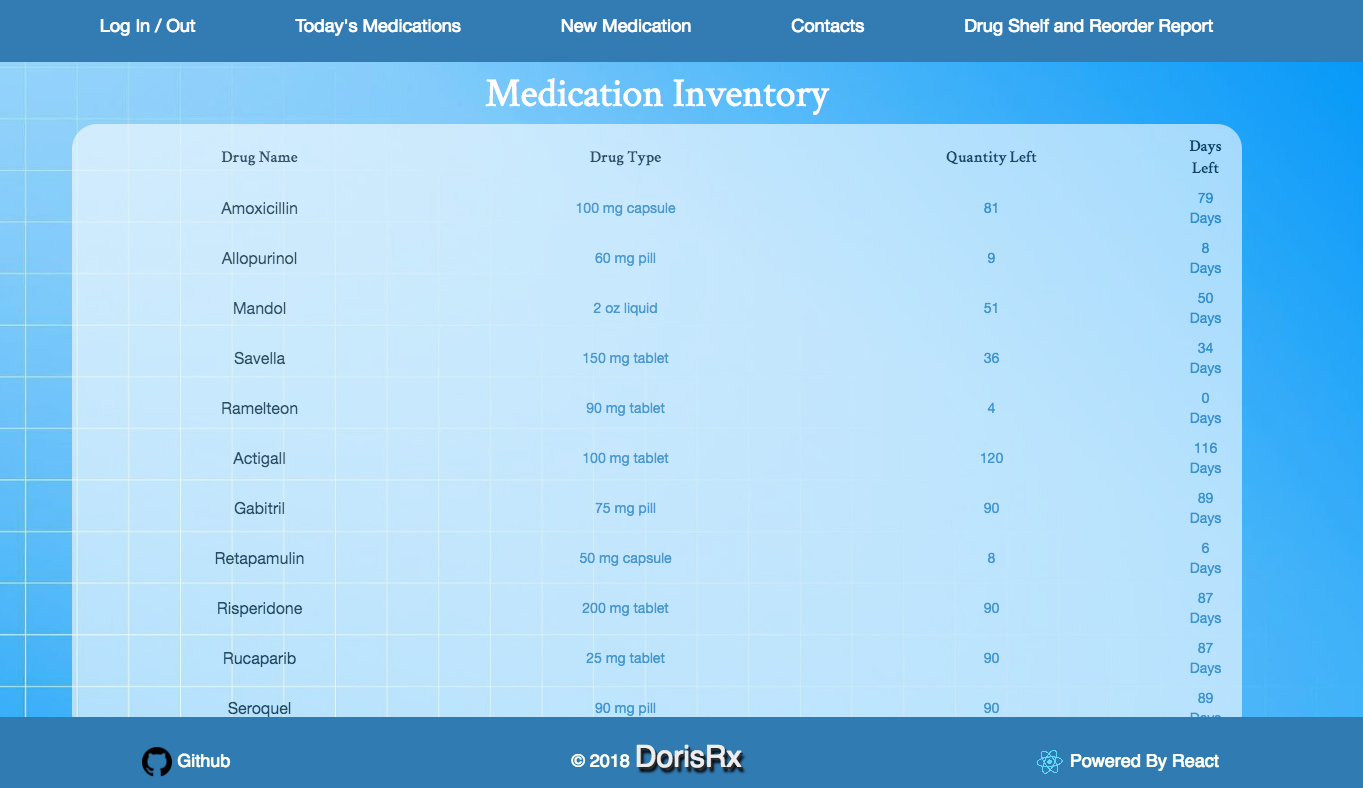 Log In / Out Today's Medications New Medication Contacts Drug Shelf and Reorder Report
Medication Inventory
Drug Name Drug Type Quantity Left Days Left
Amoxicillin 100 mg capsule 81 79 Days
Allopurinol 60 mg pill 9 8 Days
Mandol 2 oz liquid 51 50 Days
Savella 150 mg tablet 36 34 Days
Ramelteon 90 mg tablet 4 0 Days
Actigall 100 mg tablet 120 116 Days
Gabitril 75 mg pill 90 89 Days
Retapamulin 50 mg capsule 8 6 Days
Risperidone 200 mg tablet 90 87 Days
Rucaparib 25 mg tablet 90 87 Days
Seroquel 90 mg pill 90 89 Days
Github © 2018 DorisRx Powered By React